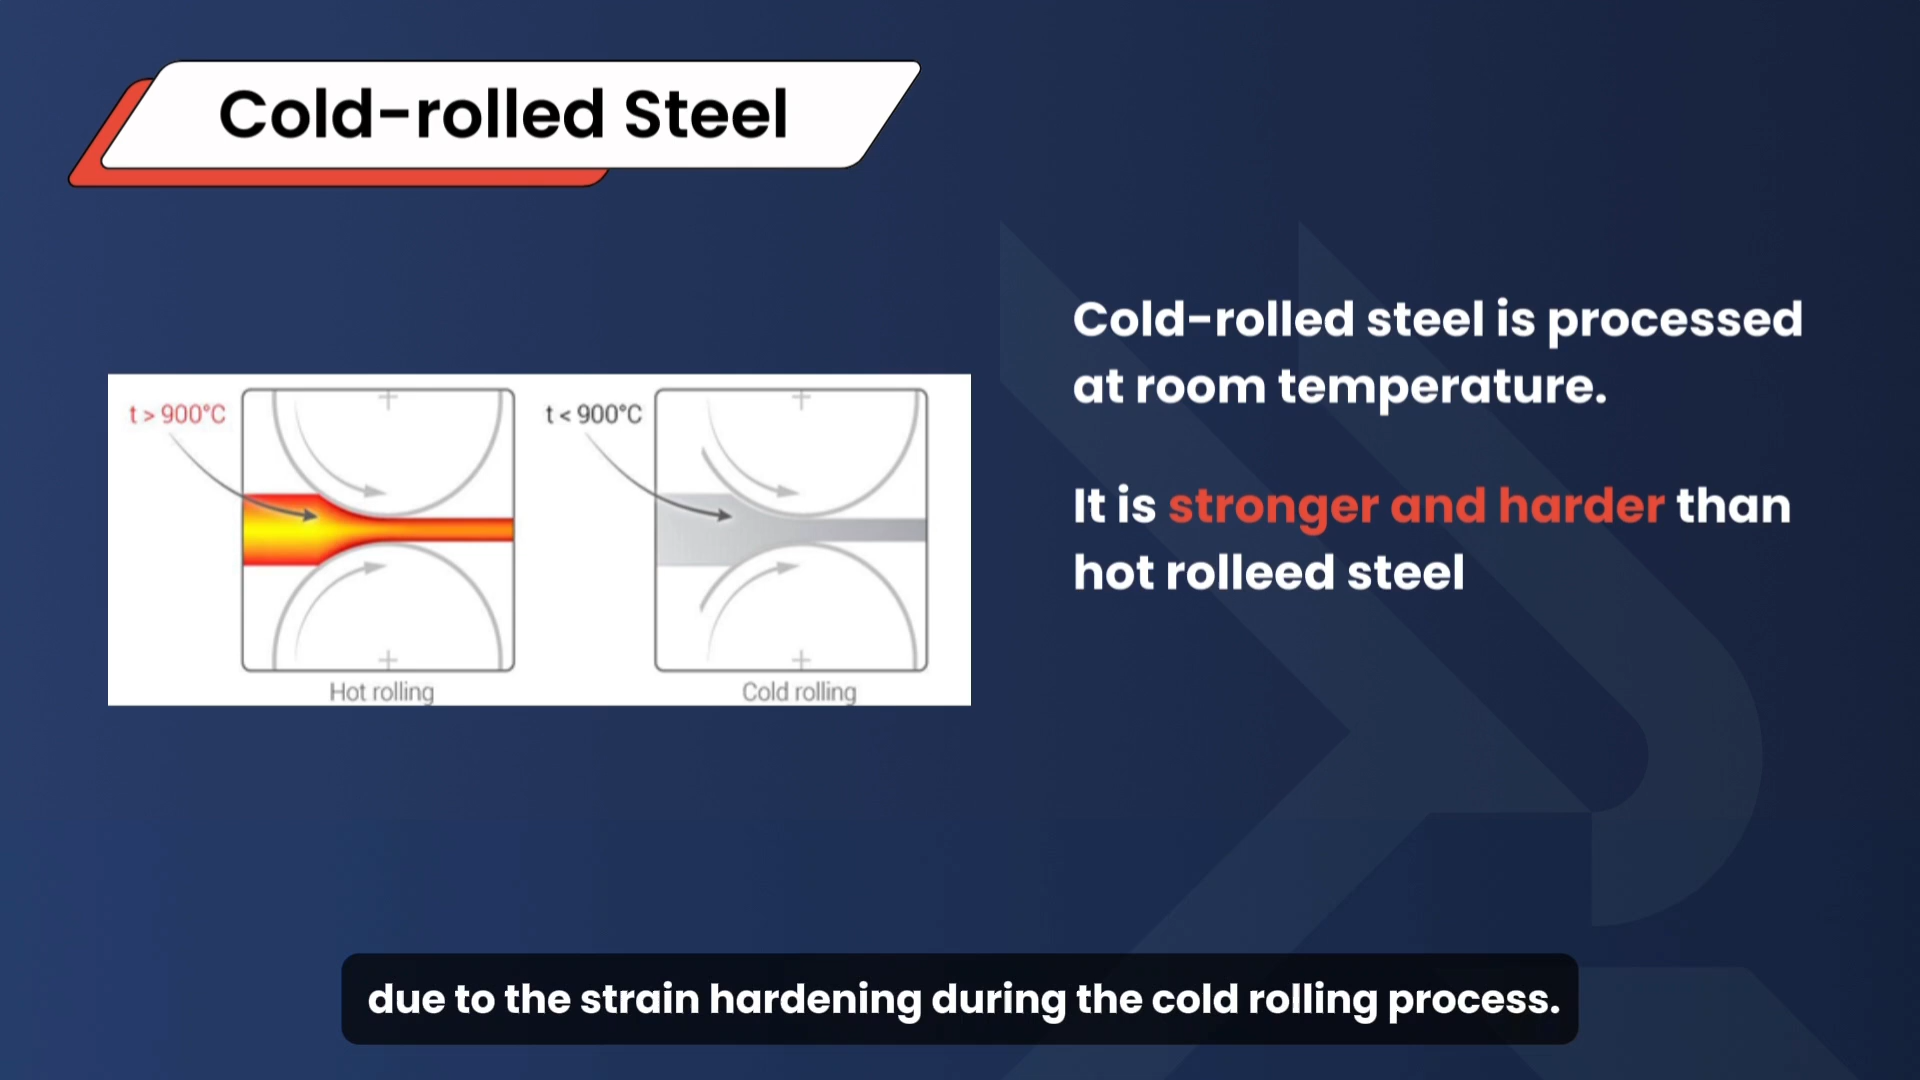 Cold-rolled Steel
t > 900°C
t < 900°C
Hot rolling
Cold rolling
Cold-rolled steel is processed
at room temperature.
It is stronger and harder than
hot rolleed steel
due to the strain hardening during the cold rolling process.